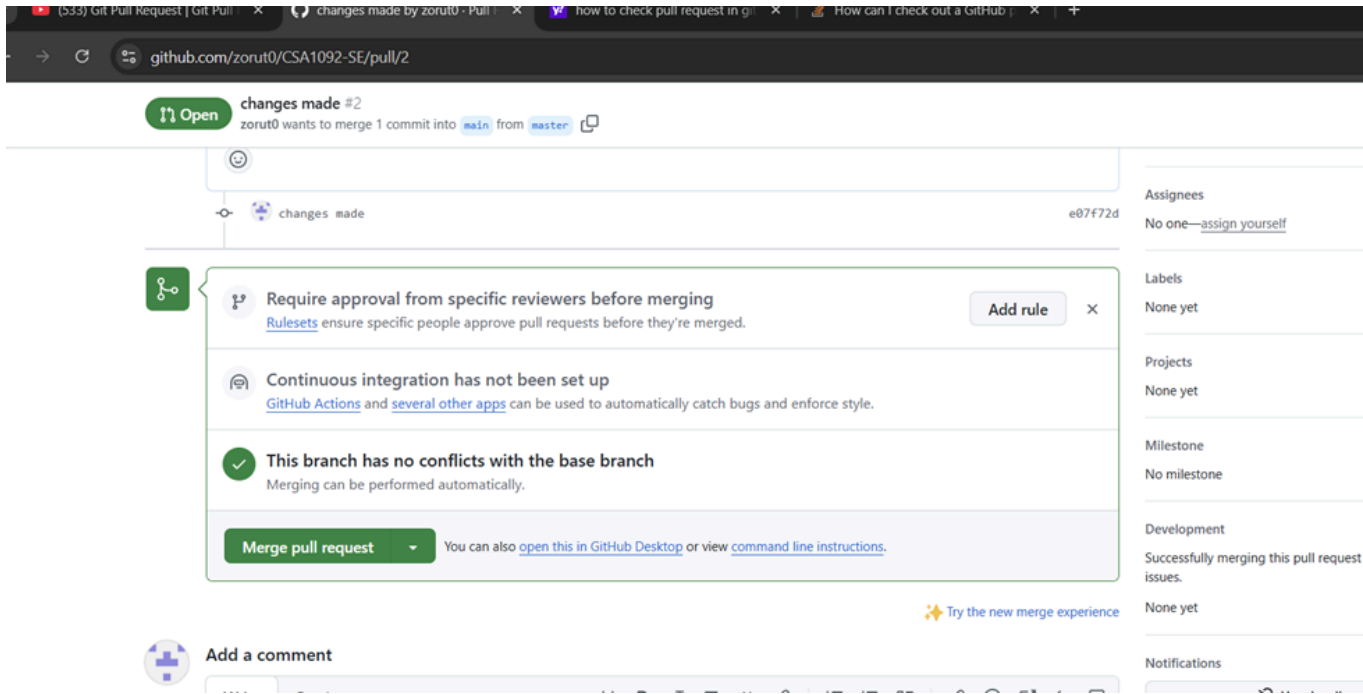 (533) Git Pull Request | Git Pull
changes made by zorut0 · Pull
how to check pull request in gi
How can I check out a GitHub p
github.com/zorut0/CSA1092-SE/pull/2
Open
changes made #2
zorut0 wants to merge 1 commit into main from master
changes made
e07f72d
Require approval from specific reviewers before merging
Rulesets ensure specific people approve pull requests before they're merged.
Add rule
Continuous integration has not been set up
GitHub Actions and several other apps can be used to automatically catch bugs and enforce style.
This branch has no conflicts with the base branch
Merging can be performed automatically.
Merge pull request
You can also open this in GitHub Desktop or view command line instructions.
Try the new merge experience
Add a comment
Assignees
No one—assign yourself
Labels
None yet
Projects
None yet
Milestone
No milestone
Development
Successfully merging this pull request
issues.
None yet
Notifications